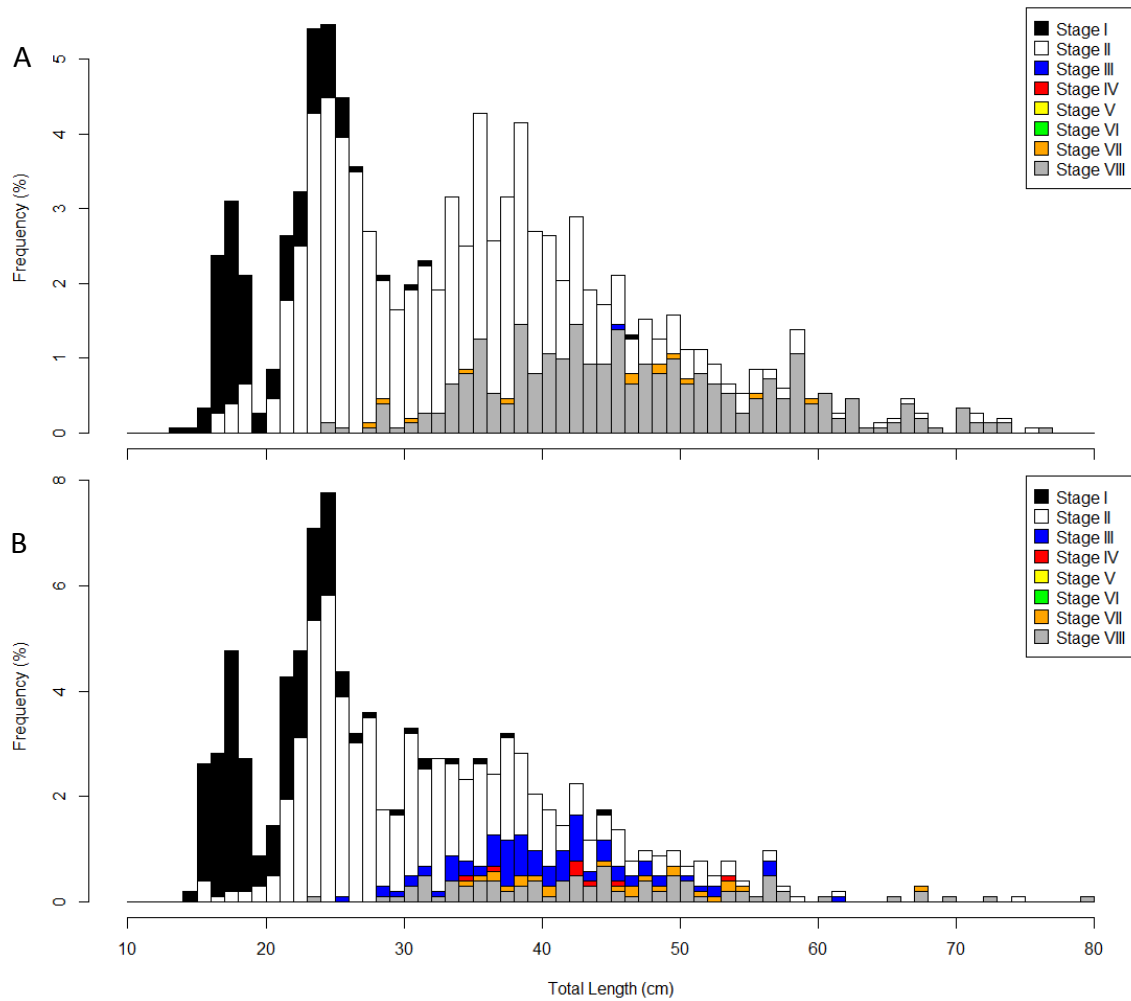 A
Frequency (%)
5
4
3
2
1
0
Stage I
Stage II
Stage III
Stage IV
Stage V
Stage VI
Stage VII
Stage VIII
10 20 30 40 50 60 70 80
B
Frequency (%)
8
6
4
2
0
Stage I
Stage II
Stage III
Stage IV
Stage V
Stage VI
Stage VII
Stage VIII
Total Length (cm)